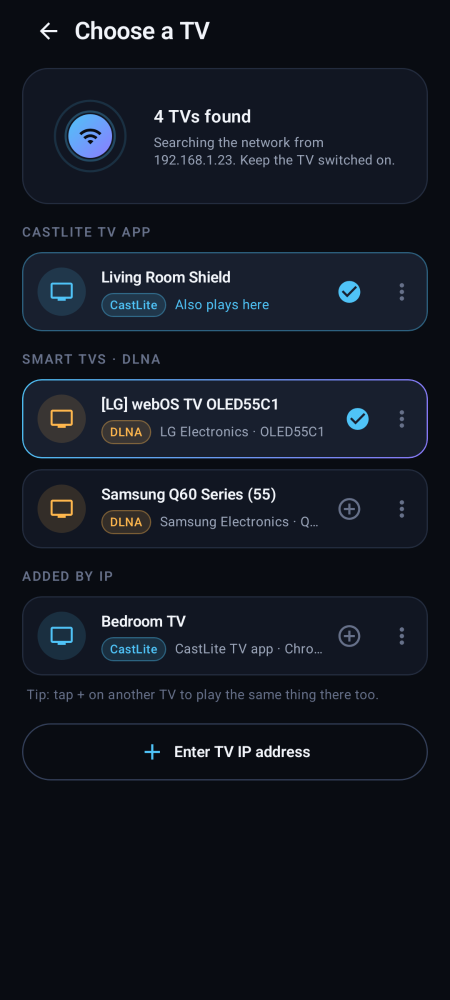 Choose a TV
4 TVs found
Searching the network from
192.168.1.23. Keep the TV switched on.
CASTLITE TV APP
Living Room Shield
CastLite Also plays here
SMART TVS · DLNA
[LG] webOS TV OLED55C1
DLNA LG Electronics · OLED55C1
Samsung Q60 Series (55)
DLNA Samsung Electronics · Q...
ADDED BY IP
Bedroom TV
CastLite CastLite TV app · Chro...
Tip: tap + on another TV to play the same thing there too.
Enter TV IP address